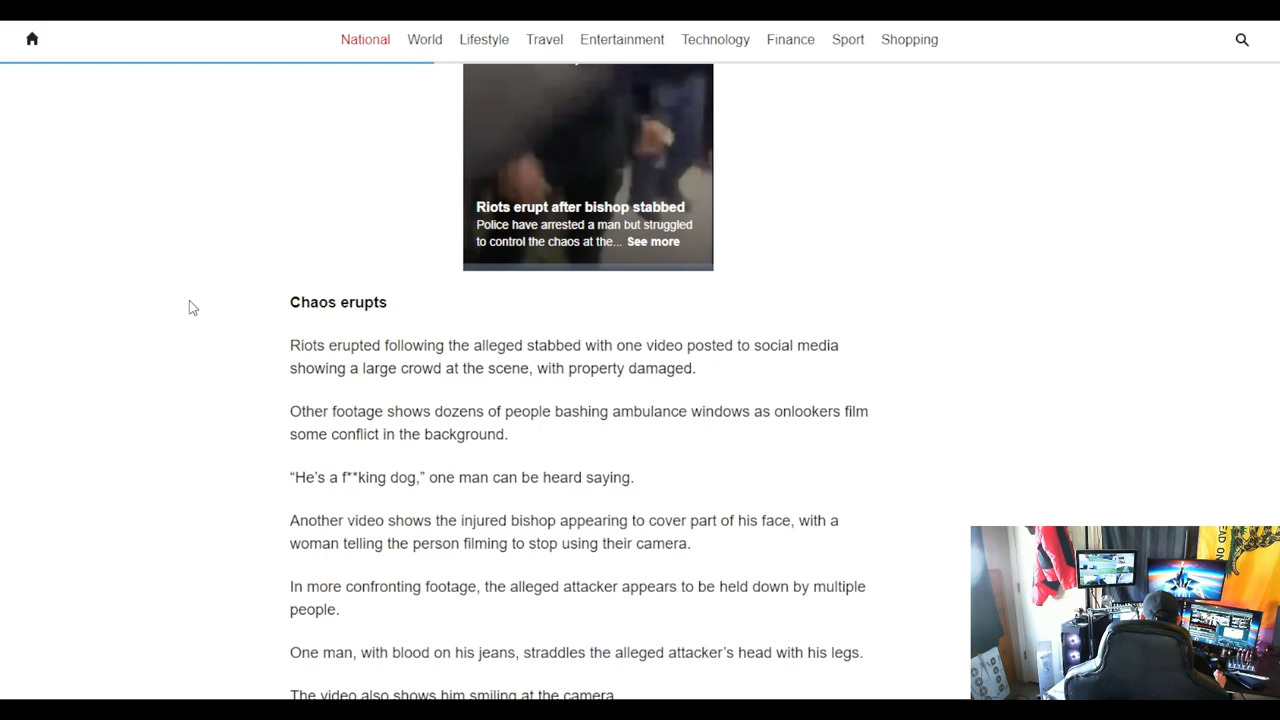 National World Lifestyle Travel Entertainment Technology Finance Sport Shopping
Riots erupt after bishop stabbed
Police have arrested a man but struggled
to control the chaos at the... See more
Chaos erupts
Riots erupted following the alleged stabbed with one video posted to social media
showing a large crowd at the scene, with property damaged.
Other footage shows dozens of people bashing ambulance windows as onlookers film
some conflict in the background.
“He’s a f**king dog,” one man can be heard saying.
Another video shows the injured bishop appearing to cover part of his face, with a
woman telling the person filming to stop using their camera.
In more confronting footage, the alleged attacker appears to be held down by multiple
people.
One man, with blood on his jeans, straddles the alleged attacker’s head with his legs.
The video also shows him smiling at the camera
EAD ON